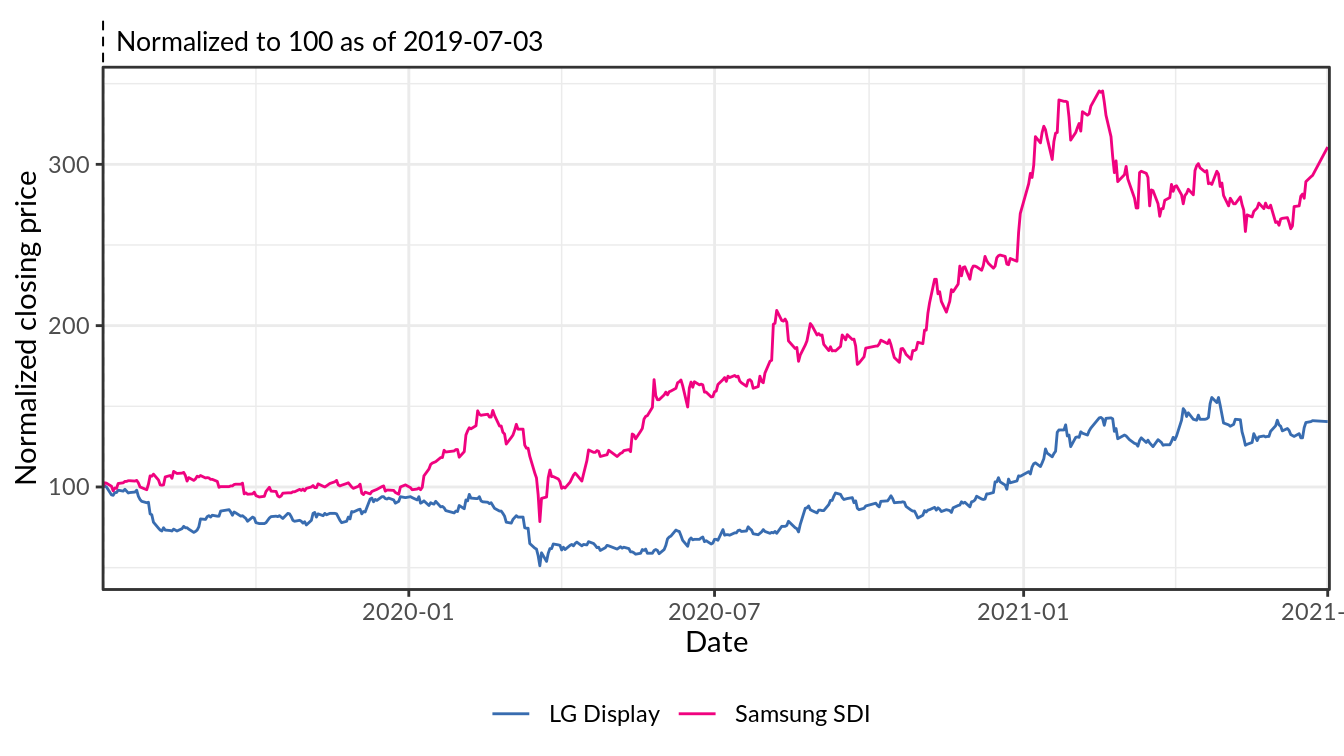 Normalized to 100 as of 2019-07-03
Normalized closing price
300
200
100
2020-01
2020-07
2021-01
2021-
Date
LG Display
Samsung SDI